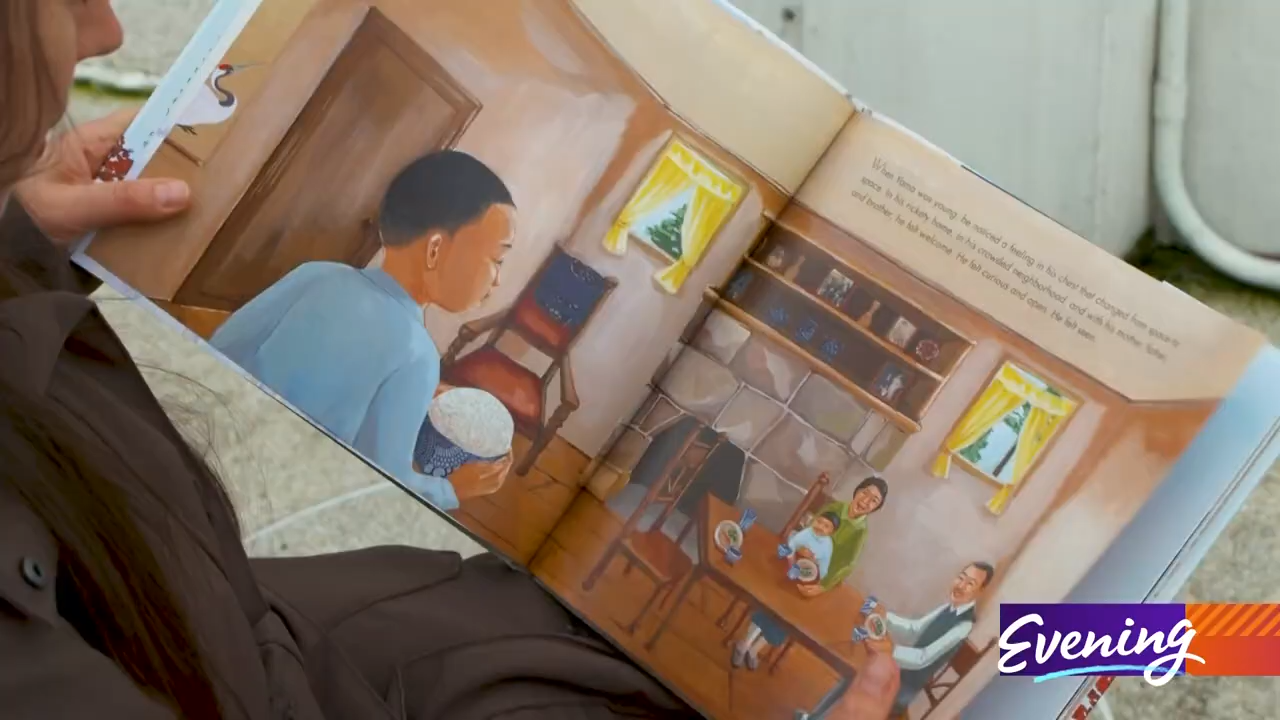 When Yama was young, he noticed a feeling in his chest that changed from space to
space. In his rickety home, in his crowded neighborhood, and with his mother, father,
and brother, he felt welcome. He felt curious and open. He felt seen.
Evening